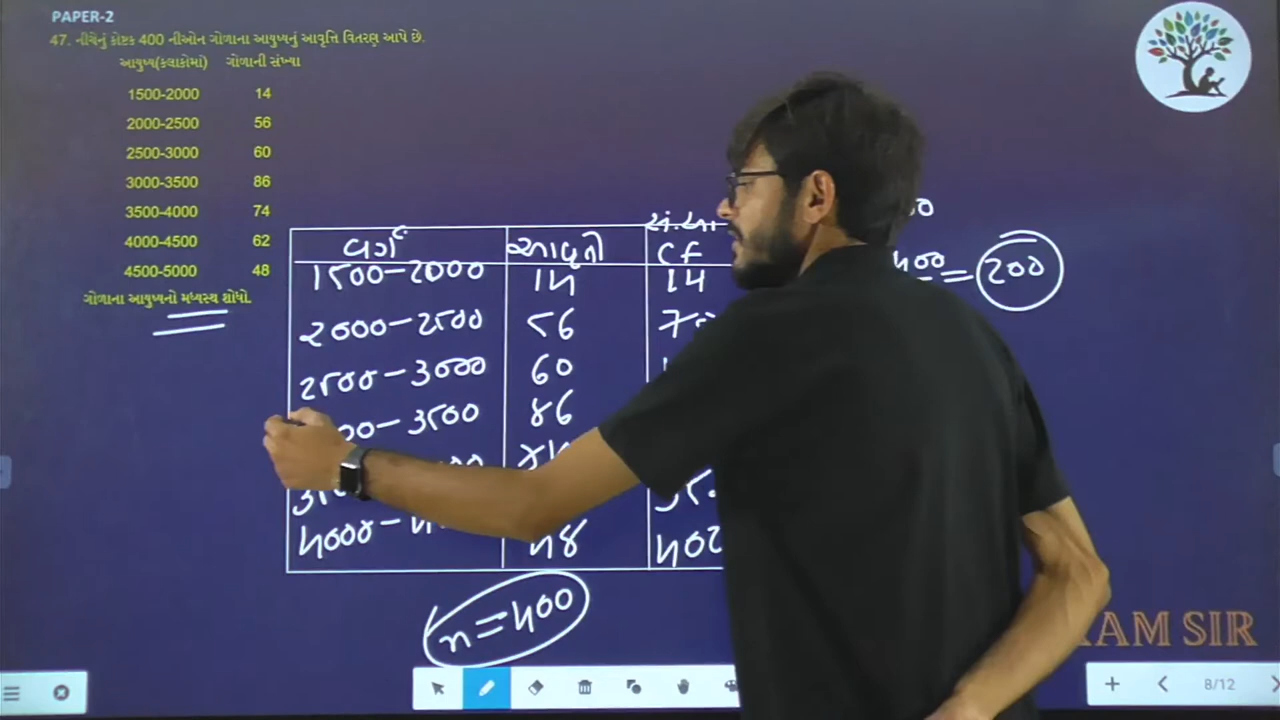 PAPER-2
47. નીચેનું કોષ્ટક 400 નીઓન ગોળાના આયુષ્યનું આવૃત્તિ વિતરણ આપે છે.
આયુષ્ય(કલાકોમાં) ગોળાની સંખ્યા
1500-2000 14
2000-2500 56
2500-3000 60
3000-3500 86
3500-4000 74
4000-4500 62
4500-5000 48
ગોળાના આયુષ્યનો મધ્યસ્થ શોધો.
વર્ગ આવૃતી cf
1500-2000 14 14
2000-2500 56
2500-3000 60
-3500 86
48 402
400 = 200
n=400
SIR
8/12